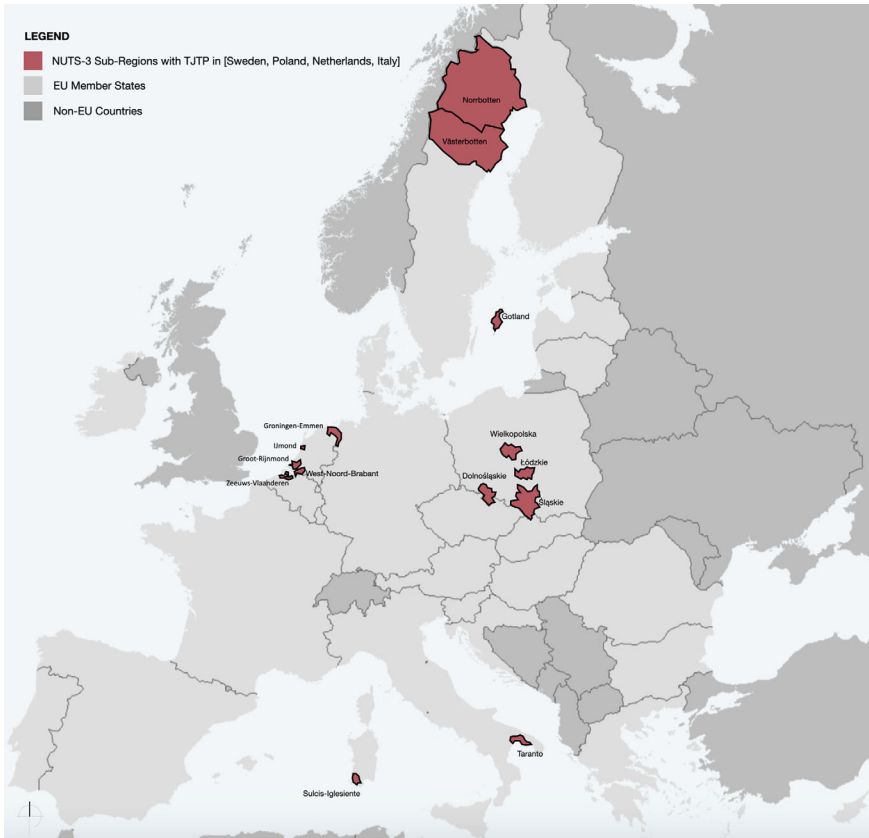 LEGEND
NUTS-3 Sub-Regions with TJTP in [Sweden, Poland, Netherlands, Italy]
EU Member States
Non-EU Countries
Norrbotten
Västerbotten
Gotland
Groningen-Emmen
IJmond
Groot-Rijnmond
West-Noord-Brabant
Zeeuws-Vlaanderen
Wielkopolska
Łódzkie
Dolnośląskie
Śląskie
Taranto
Sulcis-Iglesiente